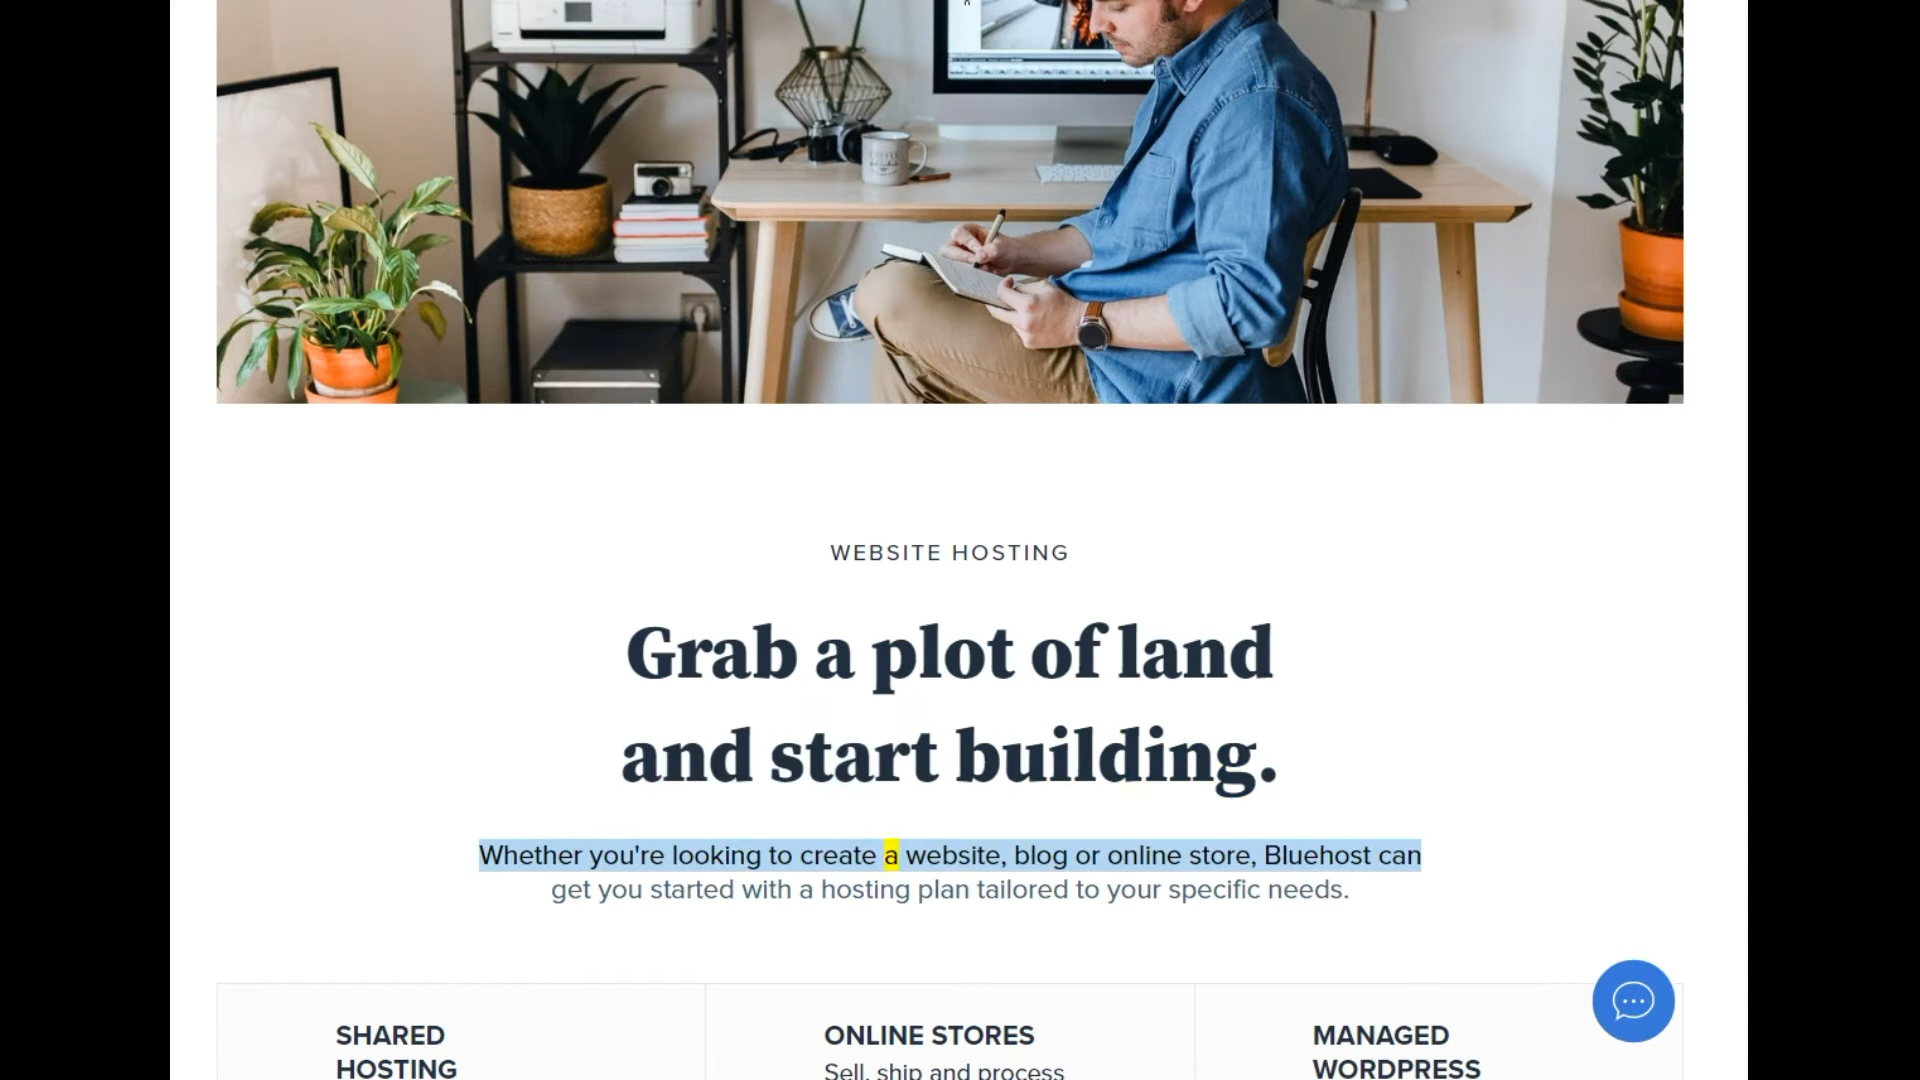 WEBSITE HOSTING
Grab a plot of land
and start building.
Whether you're looking to create a website, blog or online store, Bluehost can
get you started with a hosting plan tailored to your specific needs.
SHARED
HOSTING
ONLINE STORES
Sell, ship and process
MANAGED
WORDPRESS